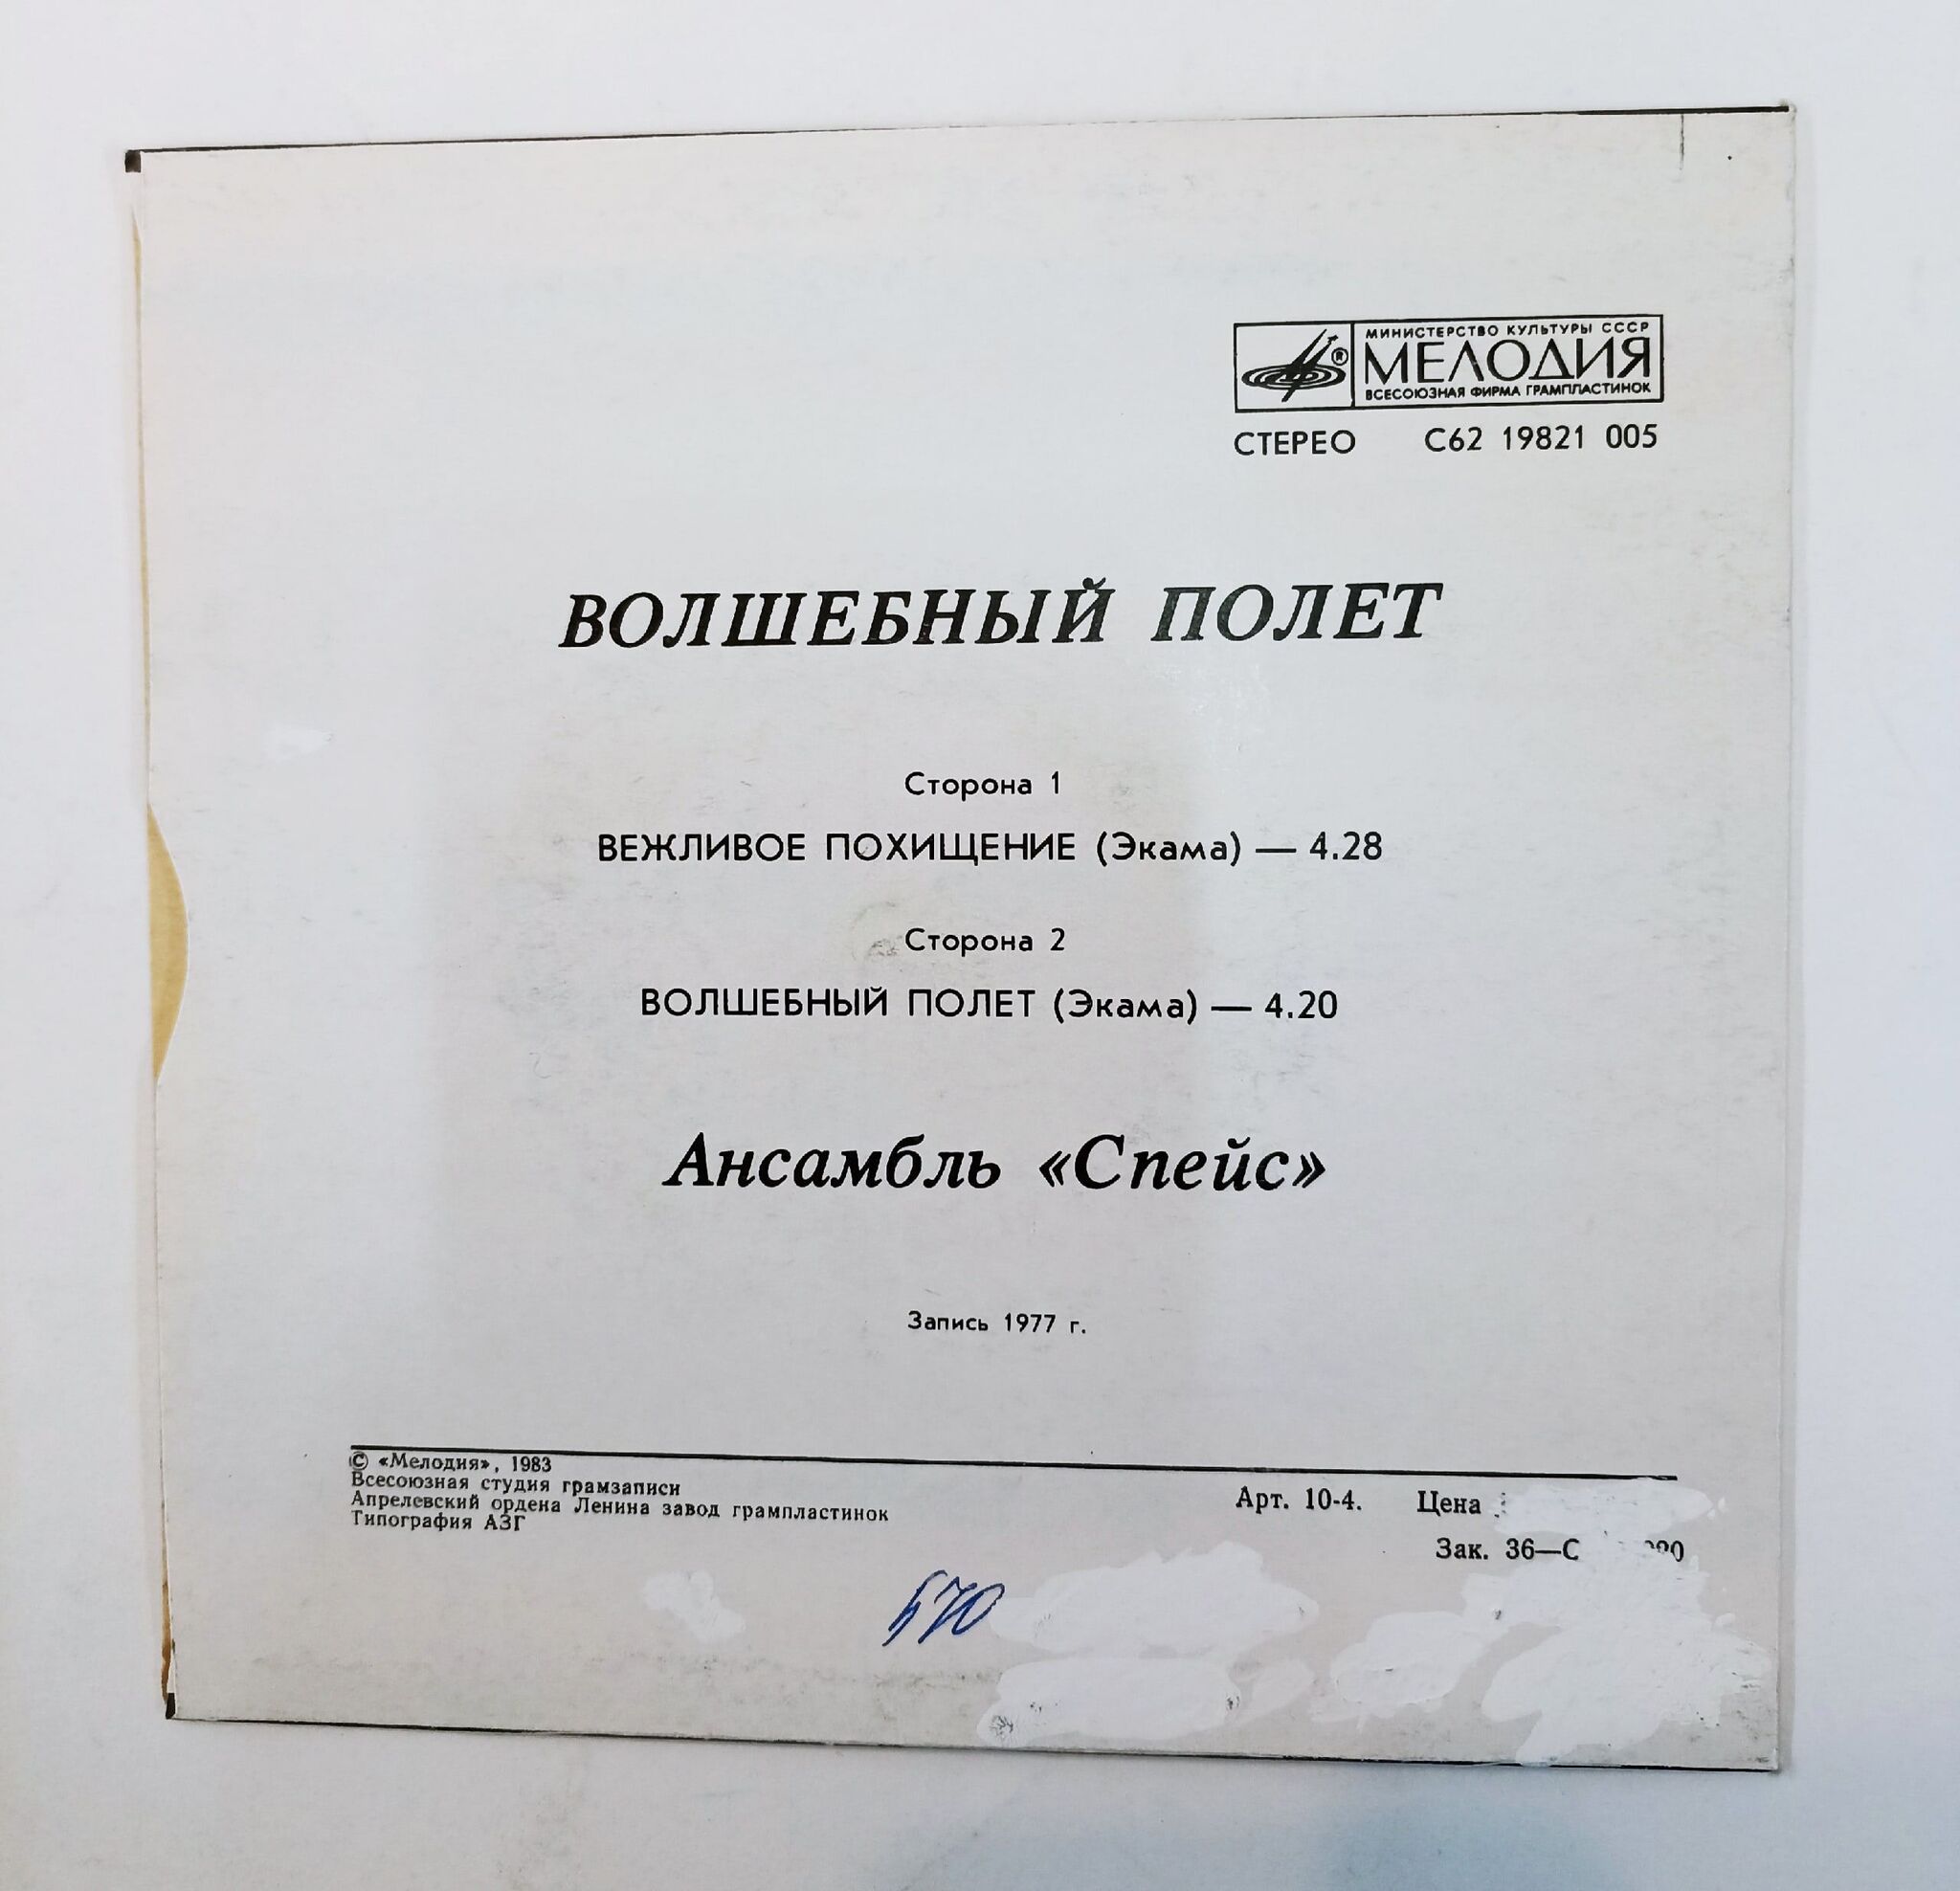 МИНИСТЕРСТВО КУЛЬТУРЫ СССР
МЕЛОДИЯ
®
ВСЕСОЮЗНАЯ ФИРМА ГРАМПЛАСТИНОК
СТЕРЕО С62 19821 005
ВОЛШЕБНЫЙ ПОЛЕТ
Сторона 1
ВЕЖЛИВОЕ ПОХИЩЕНИЕ (Экама) — 4.28
Сторона 2
ВОЛШЕБНЫЙ ПОЛЕТ (Экама) — 4.20
Ансамбль «Спейс»
Запись 1977 г.
© «Мелодия», 1983
Всесоюзная студия грамзаписи
Апрелевский ордена Ленина завод грампластинок
Типография АЗГ
Арт. 10-4. Цена
Зак. 36—С